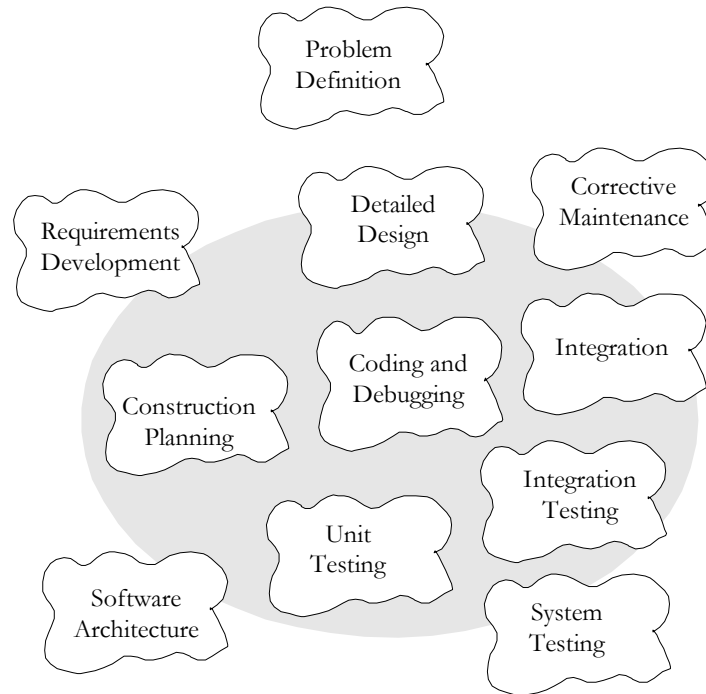 Problem
Definition
Detailed
Design
Corrective
Maintenance
Requirements
Development
Integration
Coding and
Debugging
Construction
Planning
Integration
Testing
Unit
Testing
Software
Architecture
System
Testing